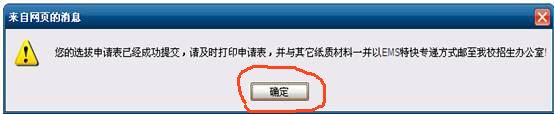 来自网页的消息
您的选拔申请表已经成功提交，请及时打印申请表，并与其它纸质材料一并以EMS特快专递方式邮至我校招生办公室!
确定